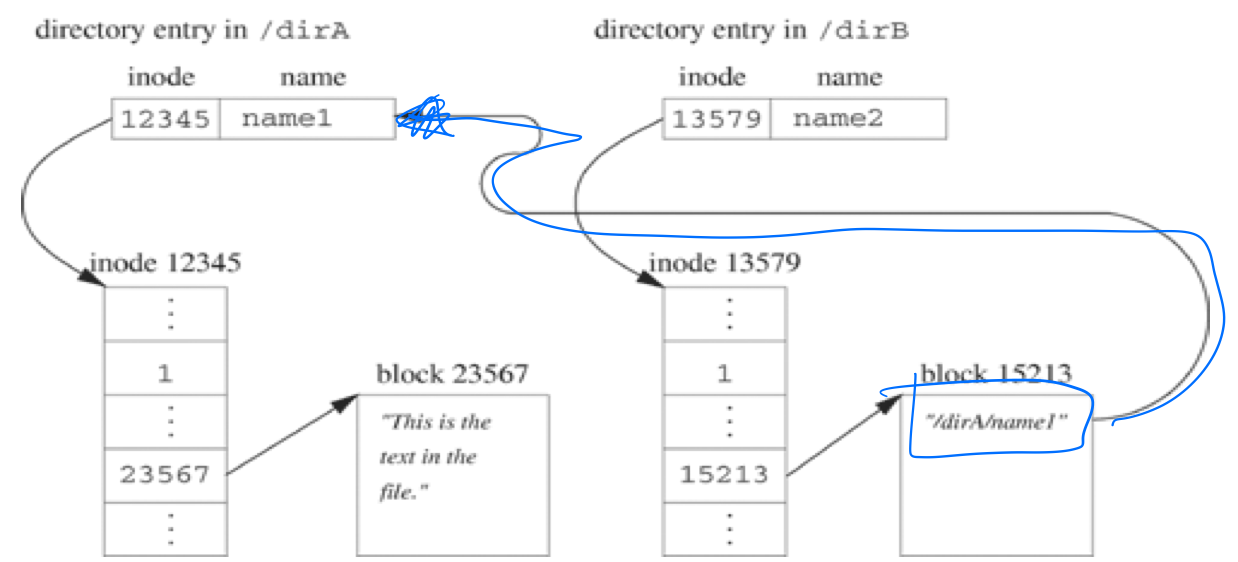 directory entry in /dirA
directory entry in /dirB
inode name
inode name
12345 name1
13579 name2
inode 12345
inode 13579
1
block 23567
1
block 15213
"This is the
text in the
file."
"/dirA/name1"
23567
15213